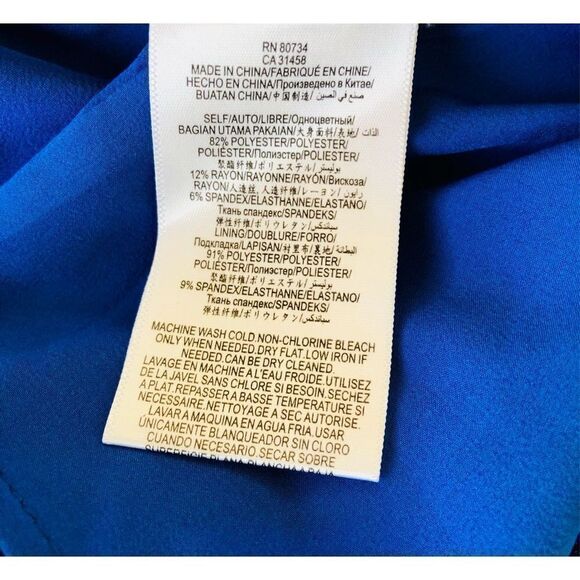 RN 80734
CA 31458
MADE IN CHINA/FABRIQUÉ EN CHINE/
HECHO EN CHINA/Произведено в Китае/
BUATAN CHINA/中国制造/صنع في الصين
SELF/AUTO/LIBRE/Одноцветный/
BAGIAN UTAMA PAKAIAN/大身面料/表地/الذات
82% POLYESTER/POLYESTER/
POLIÉSTER/Полиэстер/POLIESTER/
聚酯纤维/ポリエステル/بوليستر
12% RAYON/RAYONNE/RAYÓN/Вискоза/
RAYON/人造丝, 人造纤维/レーヨン/رايون
6% SPANDEX/ELASTHANNE/ELASTANO/
Ткань спандекс/SPANDEKS/
弹性纤维/ポリウレタン/سباندكس
LINING/DOUBLURE/FORRO/
Подкладка/LAPISAN/衬里布/裏地/البطانة
91% POLYESTER/POLYESTER/
POLIÉSTER/Полиэстер/POLIESTER/
聚酯纤维/ポリエステル/بوليستر
9% SPANDEX/ELASTHANNE/ELASTANO/
Ткань спандекс/SPANDEKS/
弹性纤维/ポリウレタン/سباندكس
MACHINE WASH COLD.NON-CHLORINE BLEACH
ONLY WHEN NEEDED.DRY FLAT.LOW IRON IF
NEEDED.CAN BE DRY CLEANED.
LAVAGE EN MACHINE A L'EAU FROIDE.UTILISEZ
DE LA JAVEL SANS CHLORE SI BESOIN.SECHEZ
A PLAT.REPASSER A BASSE TEMPERATURE SI
NECESSAIRE.NETTOYAGE A SEC AUTORISE.
LAVAR A MAQUINA EN AGUA FRIA.USAR
ÚNICAMENTE BLANQUEADOR SIN CLORO
CUANDO NECESARIO.SECAR SOBRE
SUPERFICIE PLANA.PLANCHA A BAJA